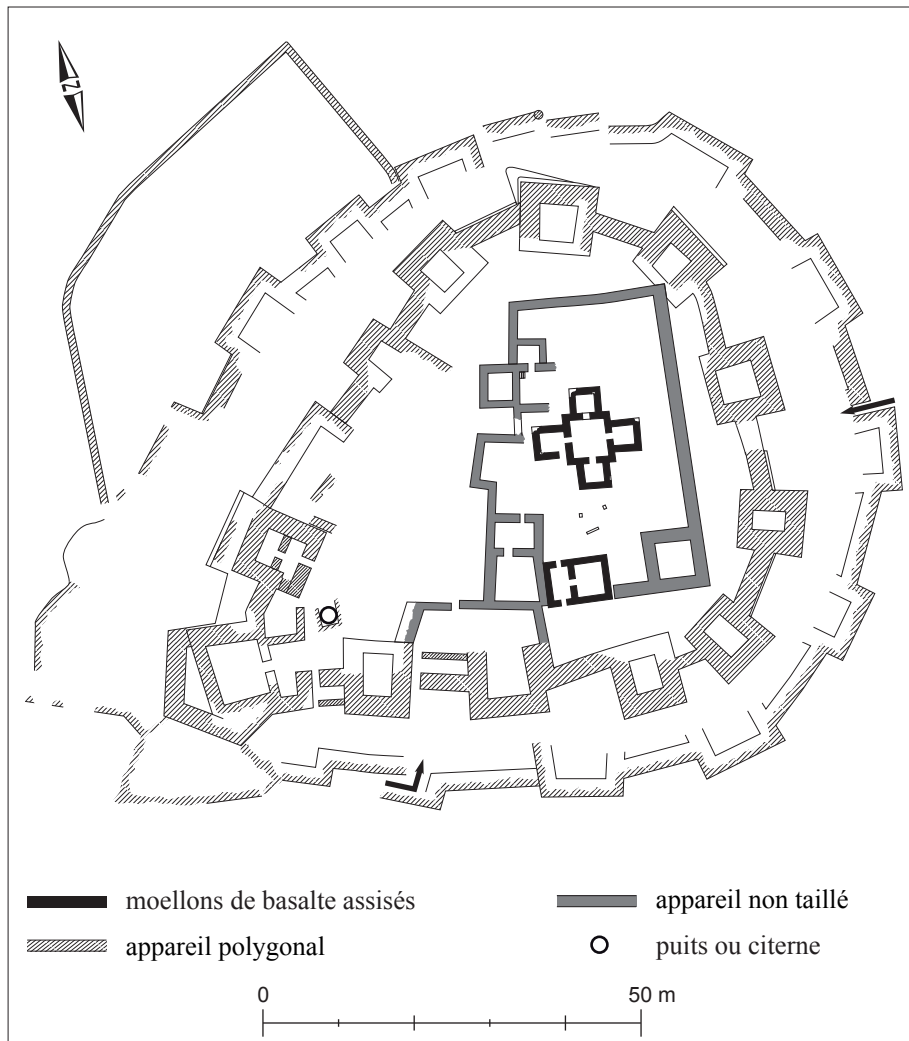 N
moellons de basalte assisés
appareil non taillé
appareil polygonal
puits ou citerne
0 50 m